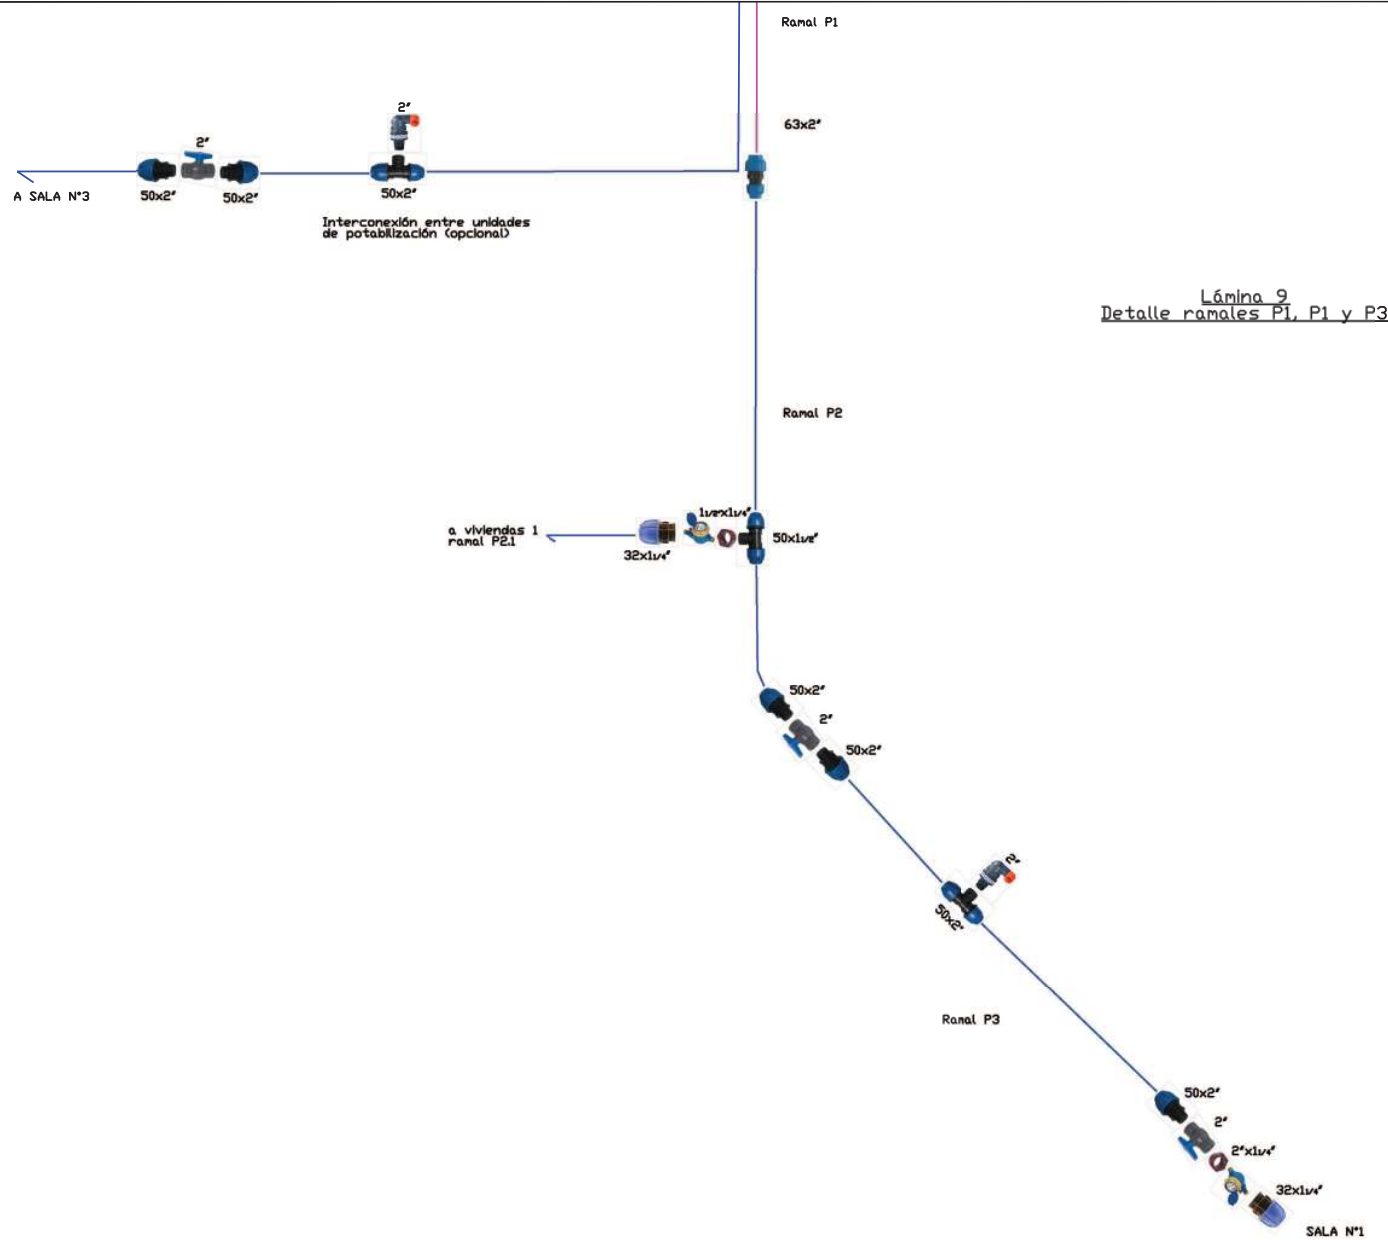 Ramal P1
2"
63x2"
2"
A SALA N°3
50x2"
50x2"
50x2"
Interconexión entre unidades
de potabilización (opcional)
Lámina 9
Detalle ramales P1, P1 y P3
Ramal P2
1 1/2"x1 1/4"
a viviendas 1
ramal P2.1
50x1 1/2"
32x1 1/4"
50x2"
2"
50x2"
2"
50x2"
Ramal P3
50x2"
2"
2"x1 1/4"
32x1 1/4"
SALA N°1